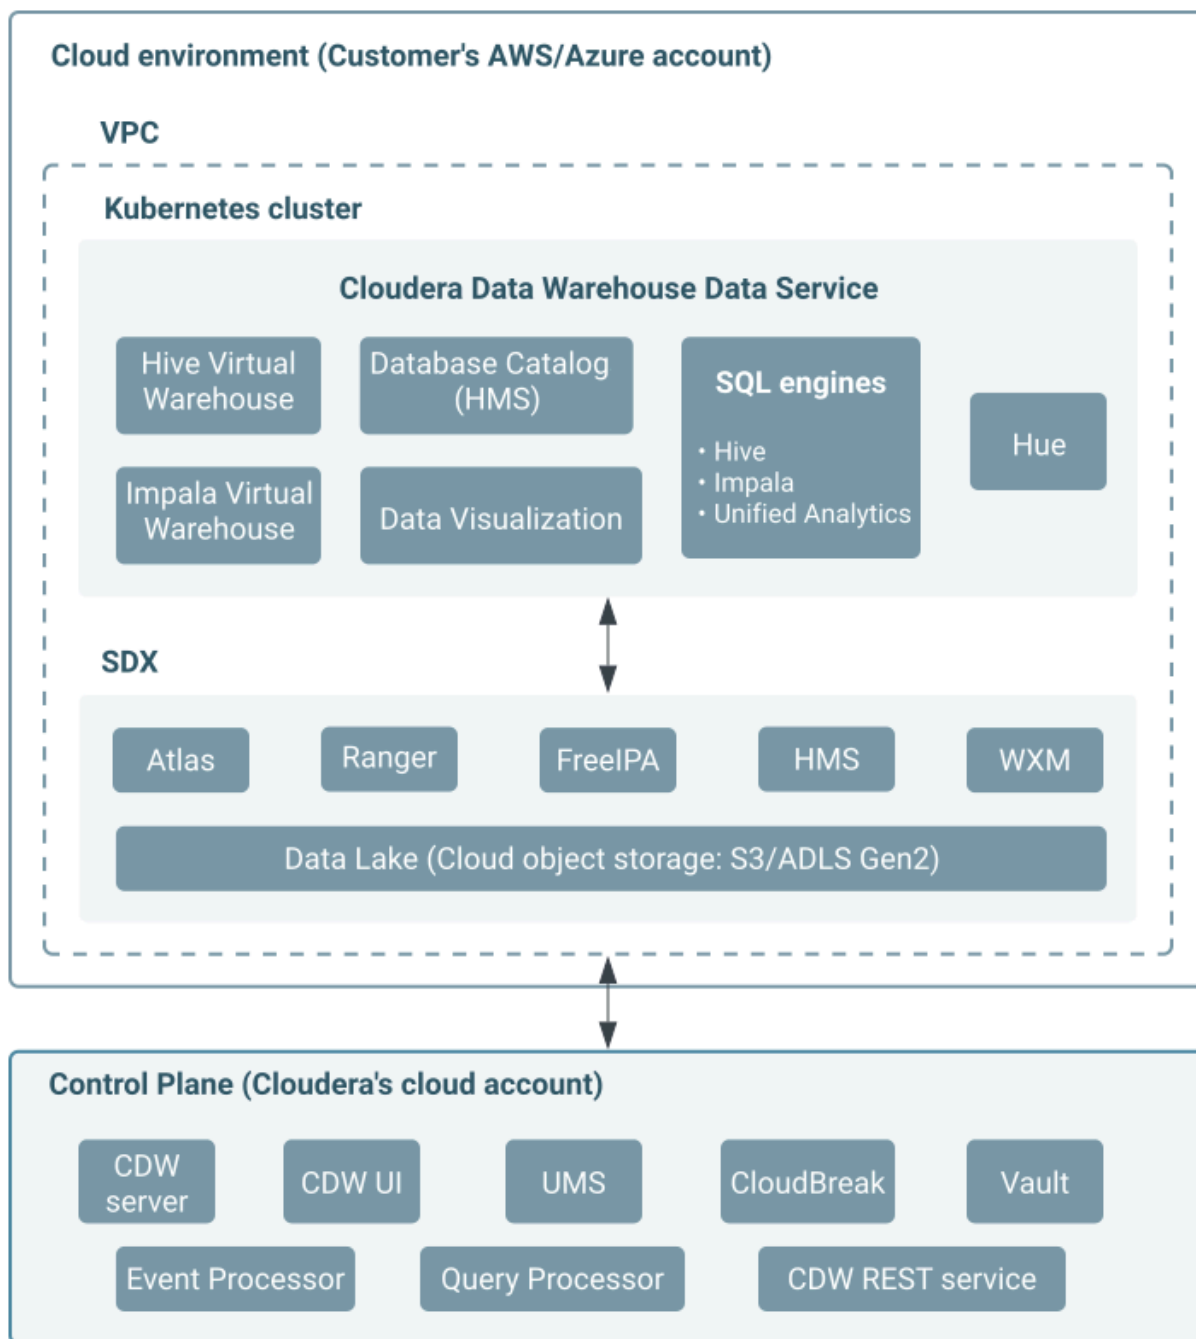 Cloud environment (Customer's AWS/Azure account)
VPC
Kubernetes cluster
Cloudera Data Warehouse Data Service
Hive Virtual
Warehouse
Database Catalog
(HMS)
SQL engines
• Hive
• Impala
• Unified Analytics
Hue
Impala Virtual
Warehouse
Data Visualization
SDX
Atlas
Ranger
FreeIPA
HMS
WXM
Data Lake (Cloud object storage: S3/ADLS Gen2)
Control Plane (Cloudera's cloud account)
CDW
server
CDW UI
UMS
CloudBreak
Vault
Event Processor
Query Processor
CDW REST service